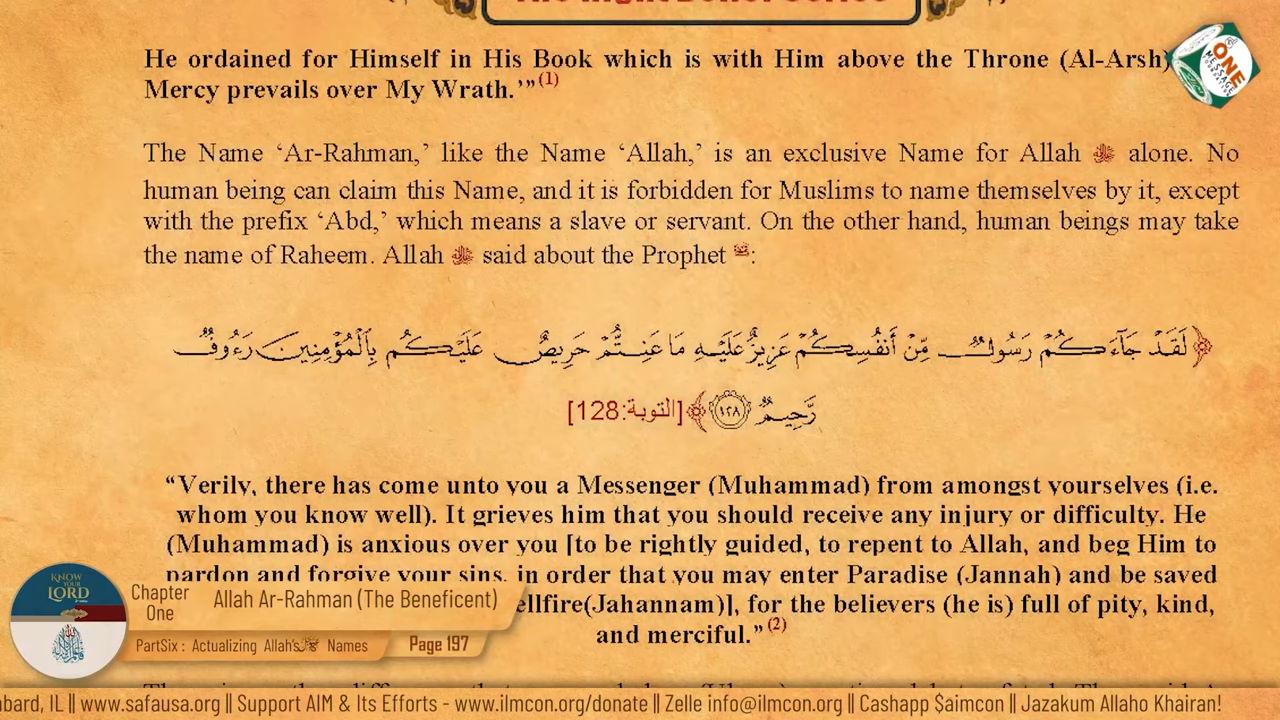 He ordained for Himself in His Book which is with Him above the Throne (Al-Arsh)
Mercy prevails over My Wrath.’”(1)
ONE
MESSAGE
FOUNDATION
The Name ‘Ar-Rahman,’ like the Name ‘Allah,’ is an exclusive Name for Allah ﷻ alone. No
human being can claim this Name, and it is forbidden for Muslims to name themselves by it, except
with the prefix ‘Abd,’ which means a slave or servant. On the other hand, human beings may take
the name of Raheem. Allah ﷻ said about the Prophet ﷺ:
﴿لَقَدْ جَآءَكُمْ رَسُولٌ مِّنْ أَنفُسِكُمْ عَزِيزٌ عَلَيْهِ مَا عَنِتُّمْ حَرِيصٌ عَلَيْكُم بِٱلْمُؤْمِنِينَ رَءُوفٌ
رَّحِيمٌ ١٢٨﴾ [التوبة:128]
“Verily, there has come unto you a Messenger (Muhammad) from amongst yourselves (i.e.
whom you know well). It grieves him that you should receive any injury or difficulty. He
(Muhammad) is anxious over you [to be rightly guided, to repent to Allah, and beg Him to
pardon and forgive your sins, in order that you may enter Paradise (Jannah) and be saved
ellfire(Jahannam)], for the believers (he is) full of pity, kind,
and merciful.”(2)
KNOW
YOUR
LORD
Chapter
One
Allah Ar-Rahman (The Beneficent)
PartSix : Actualizing Allah's ﷻ Names
Page 197
mbard, IL || www.safausa.org || Support AIM & Its Efforts - www.ilmcon.org/donate || Zelle info@ilmcon.org || Cashapp $aimcon || Jazakum Allaho Khairan!